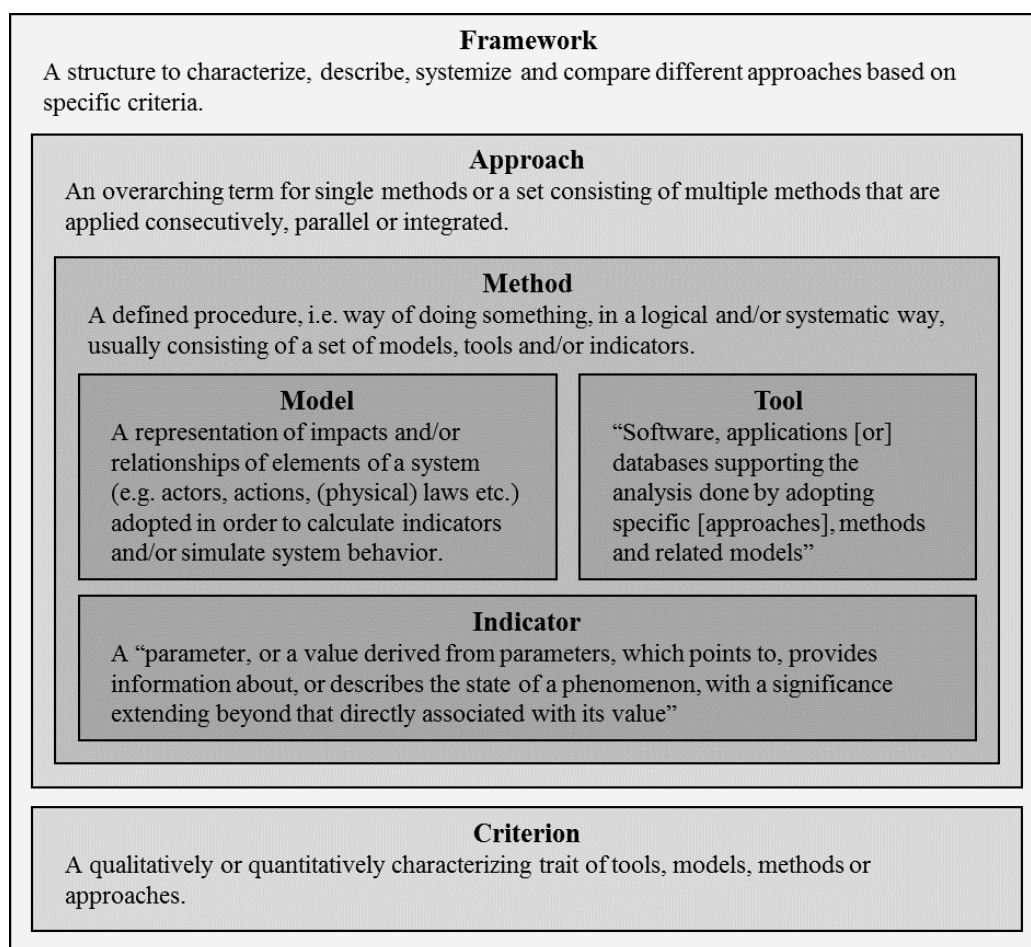 Framework
A structure to characterize, describe, systemize and compare different approaches based on
specific criteria.
Approach
An overarching term for single methods or a set consisting of multiple methods that are
applied consecutively, parallel or integrated.
Method
A defined procedure, i.e. way of doing something, in a logical and/or systematic way,
usually consisting of a set of models, tools and/or indicators.
Model
A representation of impacts and/or
relationships of elements of a system
(e.g. actors, actions, (physical) laws etc.)
adopted in order to calculate indicators
and/or simulate system behavior.
Tool
“Software, applications [or]
databases supporting the
analysis done by adopting
specific [approaches], methods
and related models”
Indicator
A “parameter, or a value derived from parameters, which points to, provides
information about, or describes the state of a phenomenon, with a significance
extending beyond that directly associated with its value”
Criterion
A qualitatively or quantitatively characterizing trait of tools, models, methods or
approaches.